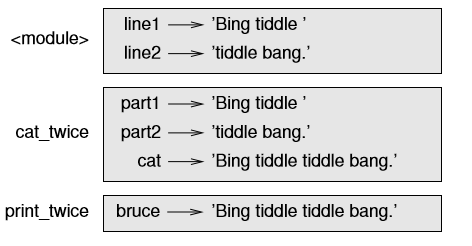 <module>
line1 ’Bing tiddle ’
line2 ’tiddle bang.’
cat_twice
part1 ’Bing tiddle ’
part2 ’tiddle bang.’
cat ’Bing tiddle tiddle bang.’
print_twice
bruce ’Bing tiddle tiddle bang.’